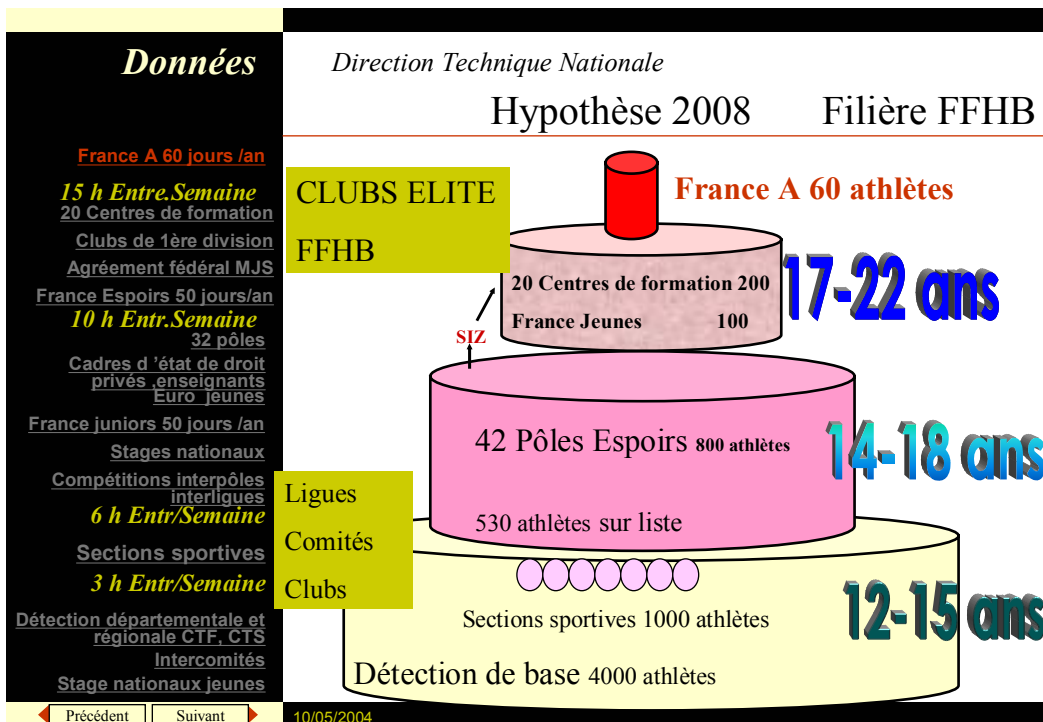 Données
France A 60 jours /an
15 h Entre.Semaine
20 Centres de formation
Clubs de 1ère division
Agréement fédéral MJS
France Espoirs 50 jours/an
10 h Entr.Semaine
32 pôles
Cadres d ’état de droit
privés ,enseignants
Euro jeunes
France juniors 50 jours /an
Stages nationaux
Compétitions interpôles
interligues
6 h Entr/Semaine
Sections sportives
3 h Entr/Semaine
Détection départementale et
régionale CTF, CTS
Intercomités
Stage nationaux jeunes
Précédent
Suivant
Direction Technique Nationale
Hypothèse 2008 Filière FFHB
CLUBS ELITE
FFHB
France A 60 athlètes
20 Centres de formation 200
France Jeunes 100
17-22 ans
SIZ
42 Pôles Espoirs 800 athlètes
14-18 ans
530 athlètes sur liste
Ligues
Comités
Clubs
12-15 ans
Sections sportives 1000 athlètes
Détection de base 4000 athlètes
10/05/2004